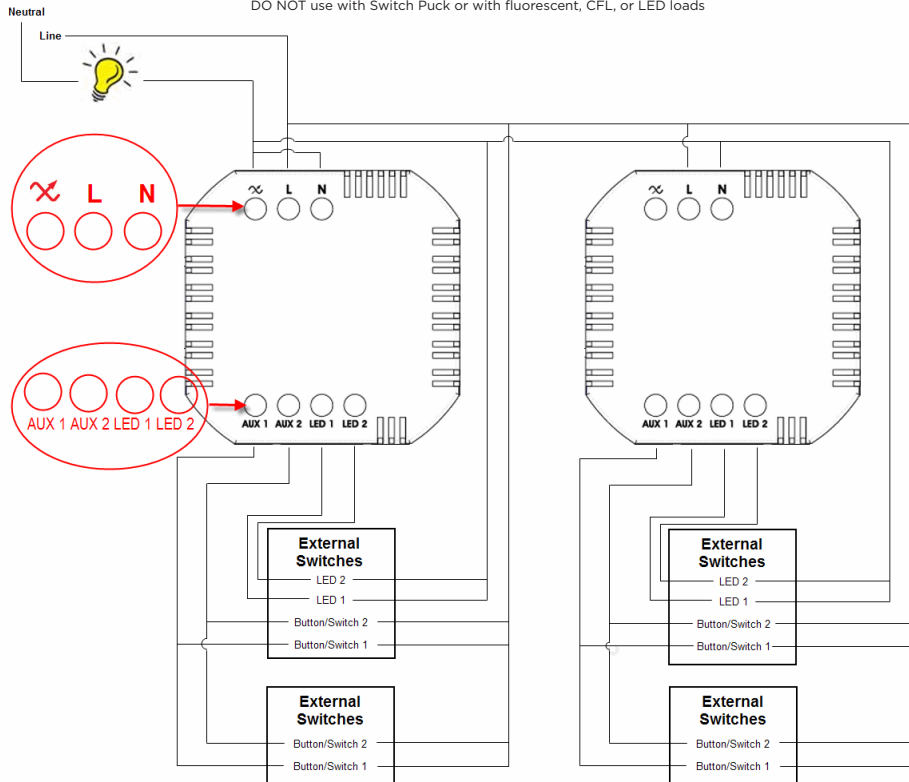 DO NOT use with Switch Puck or with fluorescent, CFL, or LED loads
Neutral
Line
L N
L N
L N
AUX 1 AUX 2 LED 1 LED 2
AUX 1 AUX 2 LED 1 LED 2
AUX 1 AUX 2 LED 1 LED 2
External
Switches
LED 2
LED 1
Button/Switch 2
Button/Switch 1
External
Switches
LED 2
LED 1
Button/Switch 2
Button/Switch 1
External
Switches
Button/Switch 2
Button/Switch 1
External
Switches
Button/Switch 2
Button/Switch 1